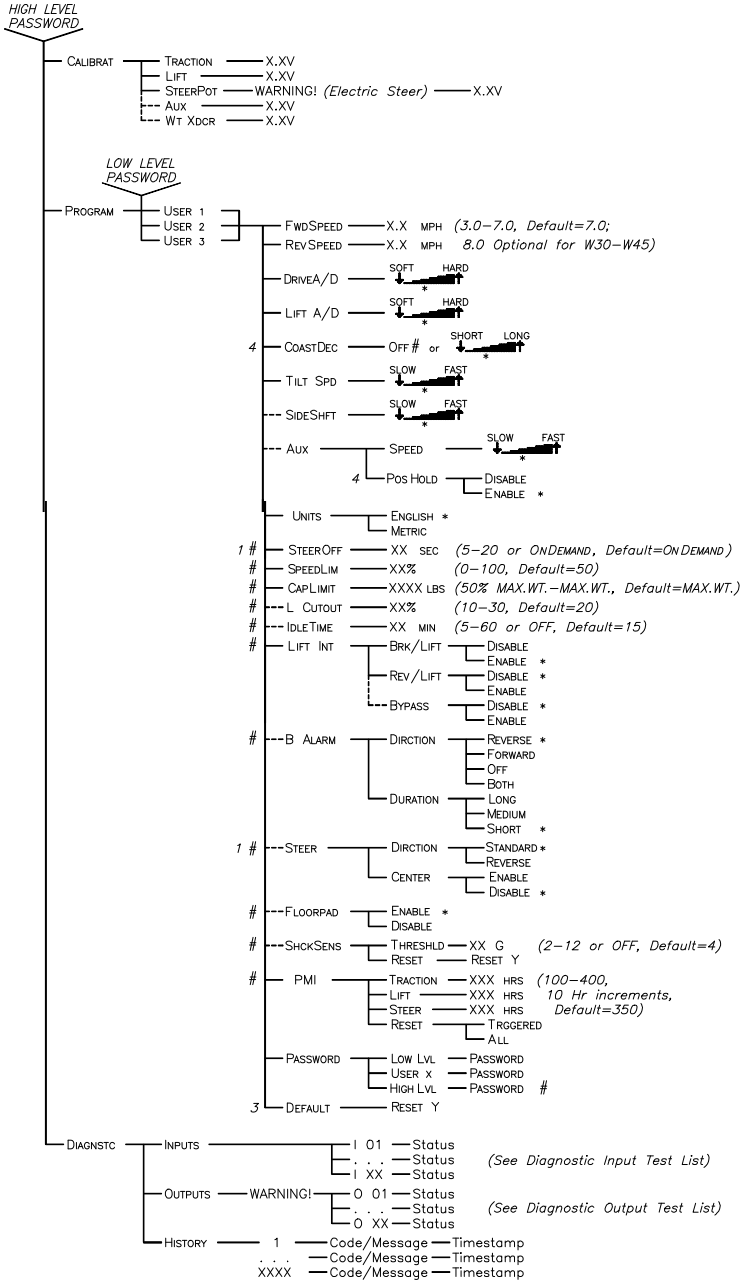 HIGH LEVEL
PASSWORD
CALIBRAT TRACTION X.XV
LIFT X.XV
STEERPOT WARNING! (Electric Steer) X.XV
AUX X.XV
WT XDCR X.XV
LOW LEVEL
PASSWORD
PROGRAM USER 1
USER 2 FWDSPEED X.X MPH (3.0-7.0, Default=7.0;
USER 3 REVSPEED X.X MPH 8.0 Optional for W30-W45)
SOFT HARD
DRIVEA/D *
SOFT HARD
LIFT A/D *
SHORT LONG
4 COASTDEC OFF # or *
SLOW FAST
TILT SPD *
SLOW FAST
SIDESHFT *
SLOW FAST
AUX SPEED *
4 POS HOLD DISABLE
ENABLE *
UNITS ENGLISH *
METRIC
1 # STEEROFF XX SEC (5-20 or ONDEMAND, Default=ONDEMAND)
# SPEEDLIM XX% (0-100, Default=50)
# CAPLIMIT XXXX LBS (50% MAX.WT.-MAX.WT., Default=MAX.WT.)
# L CUTOUT XX% (10-30, Default=20)
# IDLETIME XX MIN (5-60 or OFF, Default=15)
# LIFT INT BRK/LIFT DISABLE
ENABLE *
REV/LIFT DISABLE *
ENABLE
BYPASS DISABLE *
ENABLE
# B ALARM DIRCTION REVERSE *
FORWARD
OFF
BOTH
DURATION LONG
MEDIUM
SHORT *
1 # STEER DIRCTION STANDARD *
REVERSE
CENTER ENABLE
DISABLE *
# FLOORPAD ENABLE *
DISABLE
# SHCKSENS THRESHLD XX G (2-12 or OFF, Default=4)
RESET RESET Y
# PMI TRACTION XXX HRS (100-400,
LIFT XXX HRS 10 Hr increments,
STEER XXX HRS Default=350)
RESET TRGGERED
ALL
PASSWORD LOW LVL PASSWORD
USER X PASSWORD
HIGH LVL PASSWORD #
3 DEFAULT RESET Y
DIAGNSTC INPUTS I 01 Status
. . . Status (See Diagnostic Input Test List)
I XX Status
OUTPUTS WARNING! O 01 Status
. . . Status (See Diagnostic Output Test List)
O XX Status
HISTORY 1 Code/Message Timestamp
. . . Code/Message Timestamp
XXXX Code/Message Timestamp